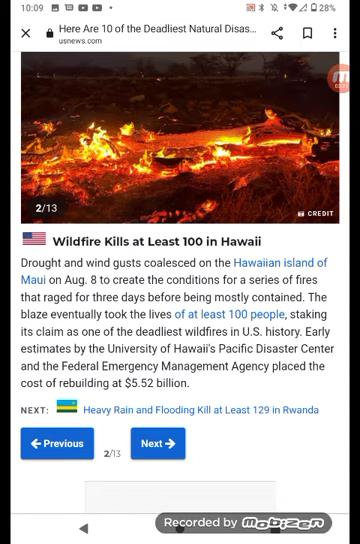 10:09
28%
Here Are 10 of the Deadliest Natural Disas...
usnews.com
2/13
CREDIT
Wildfire Kills at Least 100 in Hawaii
Drought and wind gusts coalesced on the Hawaiian island of
Maui on Aug. 8 to create the conditions for a series of fires
that raged for three days before being mostly contained. The
blaze eventually took the lives of at least 100 people, staking
its claim as one of the deadliest wildfires in U.S. history. Early
estimates by the University of Hawaii's Pacific Disaster Center
and the Federal Emergency Management Agency placed the
cost of rebuilding at $5.52 billion.
NEXT: Heavy Rain and Flooding Kill at Least 129 in Rwanda
Previous 2/13 Next
Recorded by mobizen